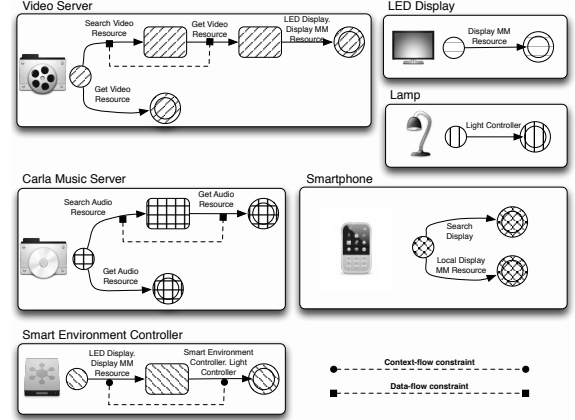 Video Server
Search Video
Resource
Get Video
Resource
LED Display.
Display MM
Resource
Get Video
Resource
LED Display
Display MM
Resource
Lamp
Light Controller
Carla Music Server
Search Audio
Resource
Get Audio
Resource
Get Audio
Resource
Smartphone
Search
Display
Local Display
MM Resource
Smart Environment Controller
LED Display.
Display MM
Resource
Smart Environment
Controller. Light
Controller
Context-flow constraint
Data-flow constraint